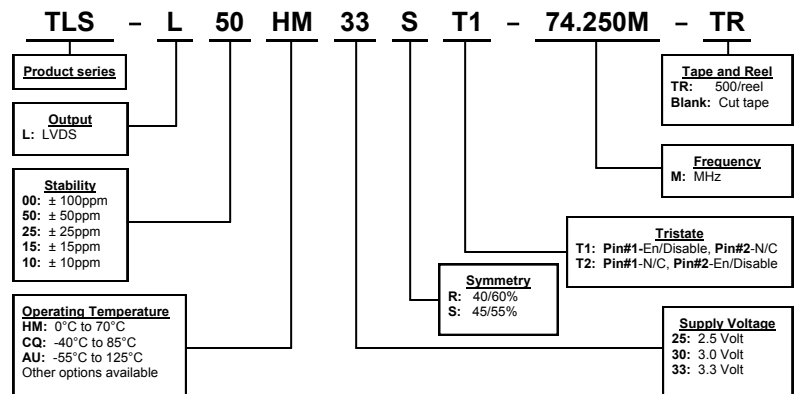 TLS - L 50 HM 33 S T1 - 74.250M - TR
Product series
Output
L: LVDS
Stability
00: ± 100ppm
50: ± 50ppm
25: ± 25ppm
15: ± 15ppm
10: ± 10ppm
Operating Temperature
HM: 0°C to 70°C
CQ: -40°C to 85°C
AU: -55°C to 125°C
Other options available
Tape and Reel
TR: 500/reel
Blank: Cut tape
Frequency
M: MHz
Tristate
T1: Pin#1-En/Disable, Pin#2-N/C
T2: Pin#1-N/C, Pin#2-En/Disable
Symmetry
R: 40/60%
S: 45/55%
Supply Voltage
25: 2.5 Volt
30: 3.0 Volt
33: 3.3 Volt